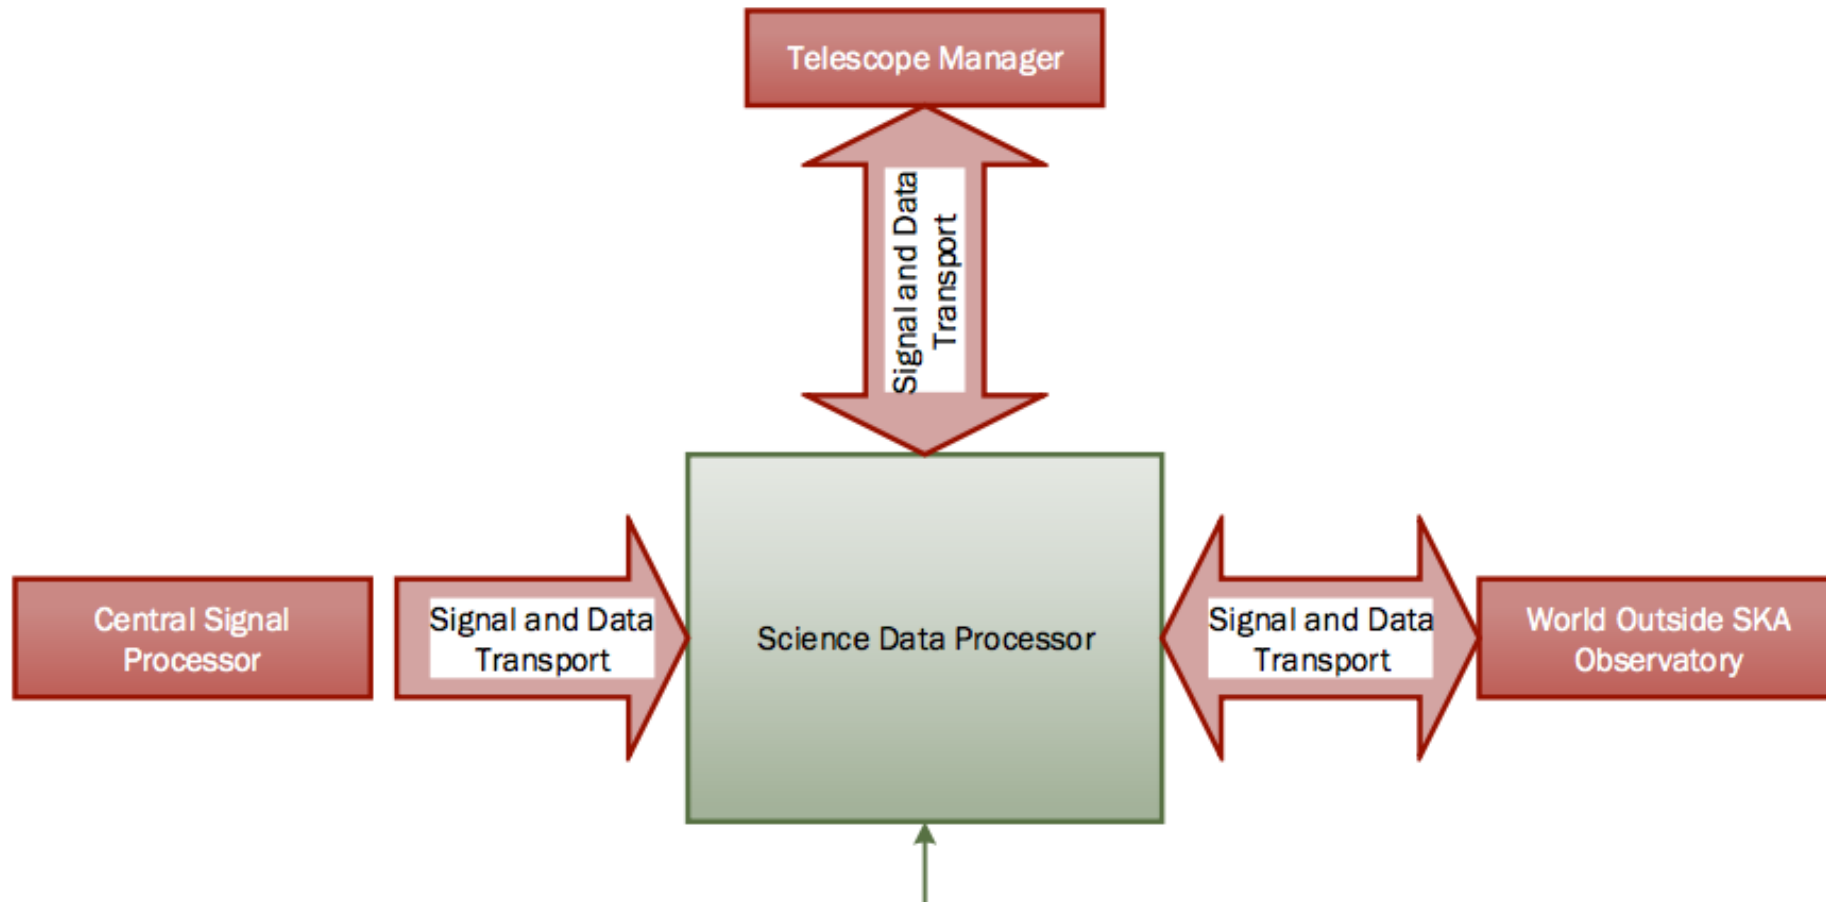 Telescope Manager
Signal and Data
Transport
Central Signal
Processor
Signal and Data
Transport
Science Data Processor
Signal and Data
Transport
World Outside SKA
Observatory